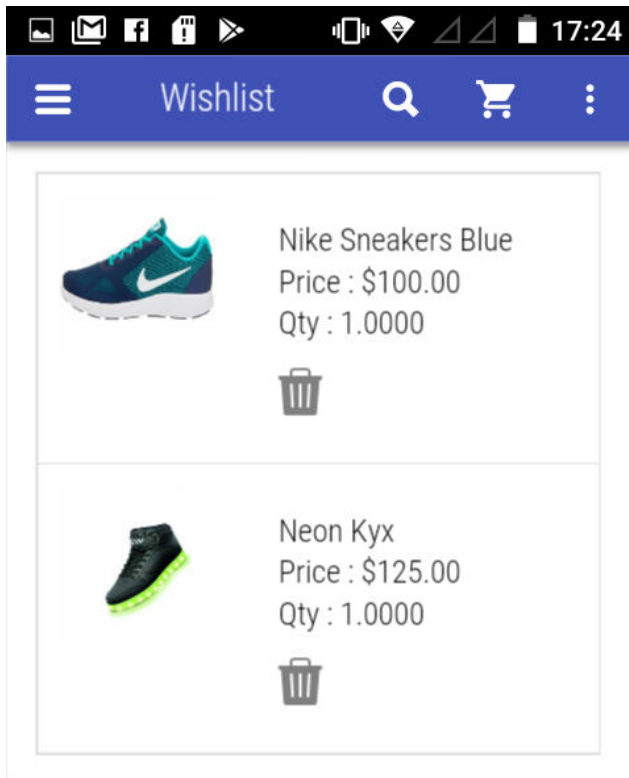 17:24
Wishlist
Nike Sneakers Blue
Price : $100.00
Qty : 1.0000
Neon Kyx
Price : $125.00
Qty : 1.0000